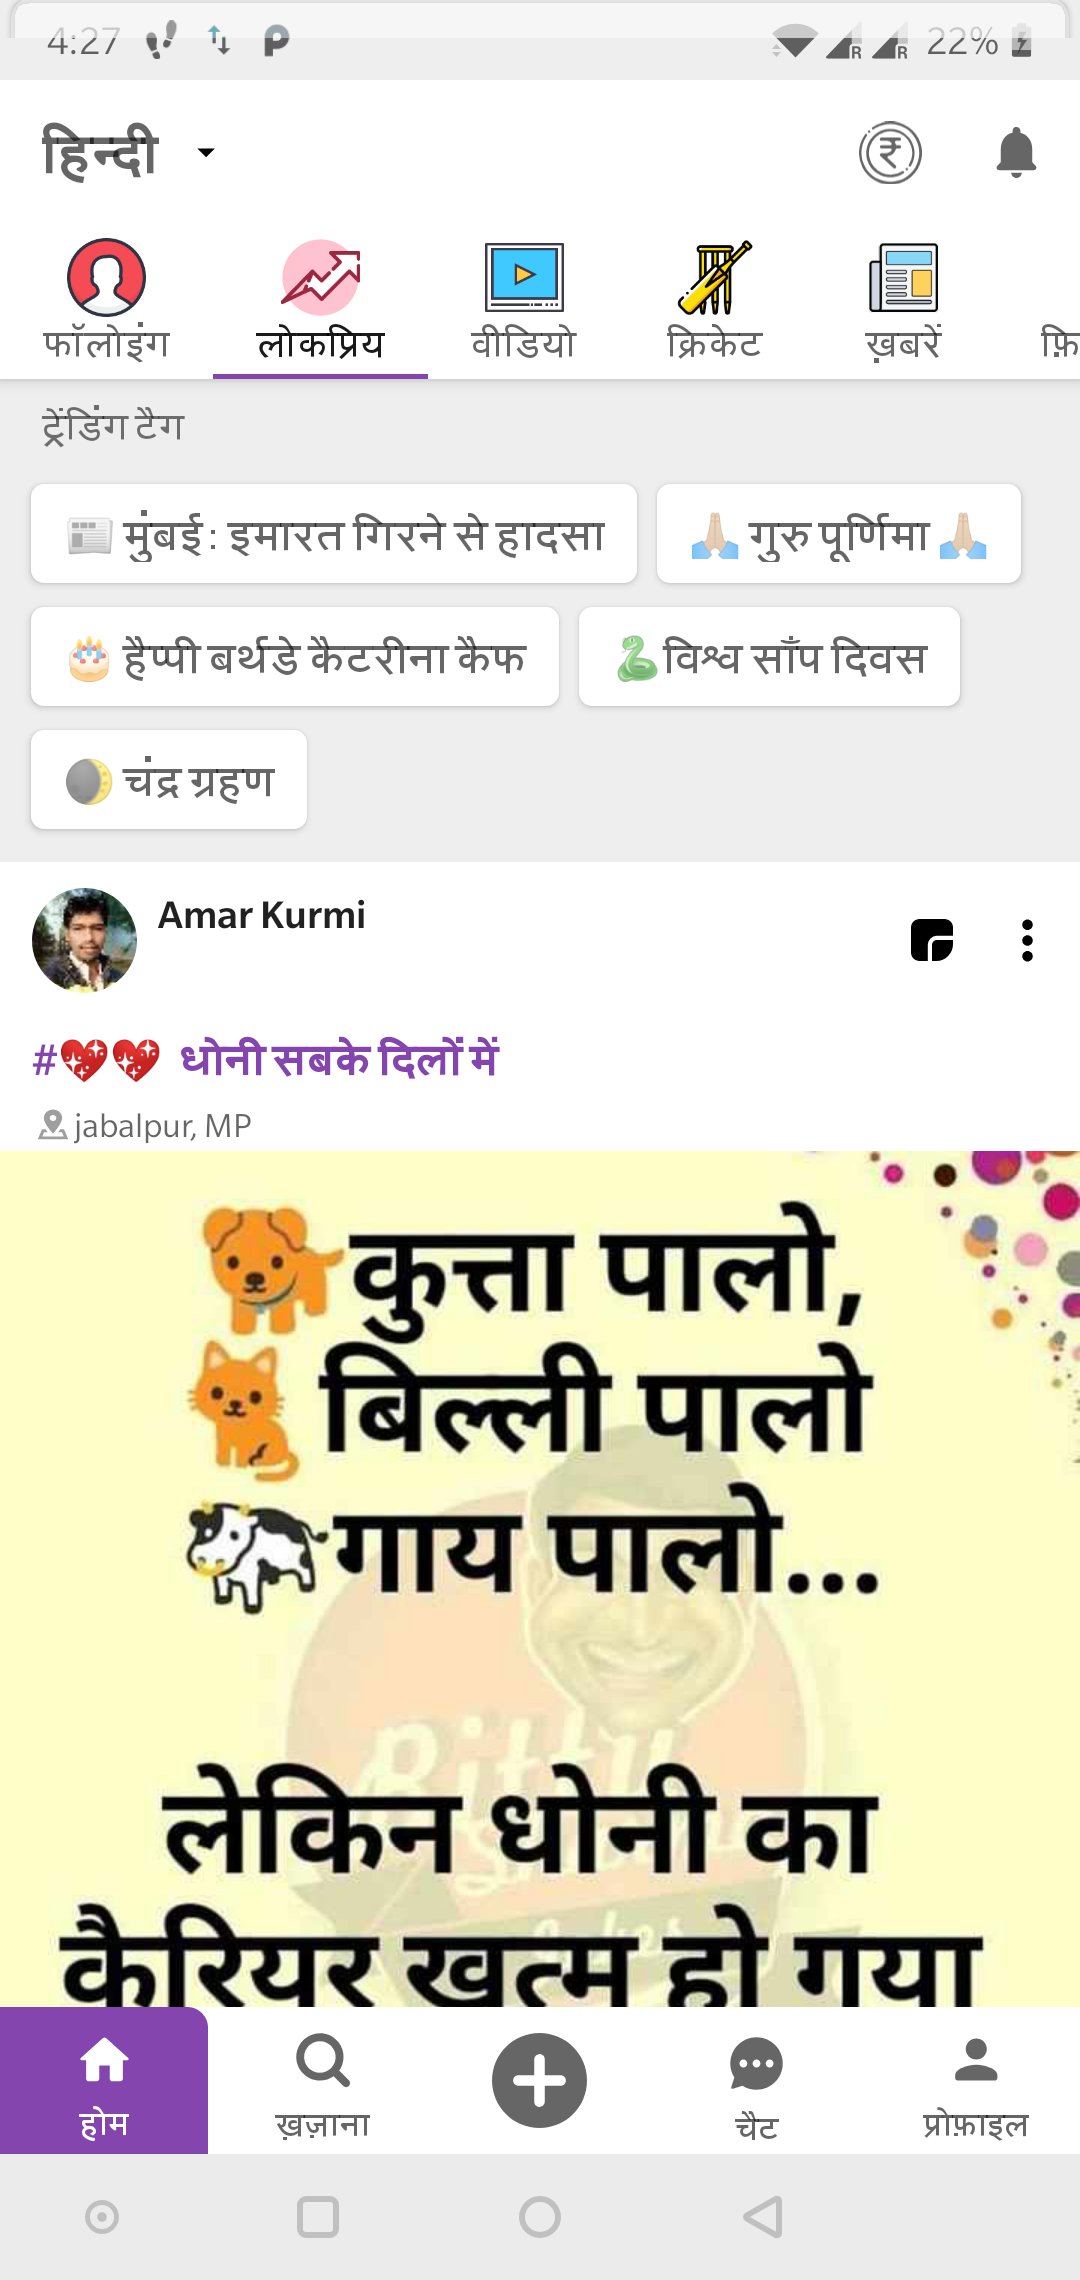 4:27
R R 22%
हिन्दी
फॉलोइंग लोकप्रिय वीडियो क्रिकेट ख़बरें फ़ि
ट्रेंडिंग टैग
📰 मुंबई: इमारत गिरने से हादसा 🙏🏻 गुरु पूर्णिमा 🙏🏻
🎂 हैप्पी बर्थडे कैटरीना कैफ 🐍विश्व साँप दिवस
🌒 चंद्र ग्रहण
Amar Kurmi
#💖💖 धोनी सबके दिलों में
jabalpur, MP
🐕कुत्ता पालो,
🐈 बिल्ली पालो
🐄गाय पालो...
लेकिन धोनी का
कैरियर खत्म हो गया
होम ख़ज़ाना चैट प्रोफ़ाइल